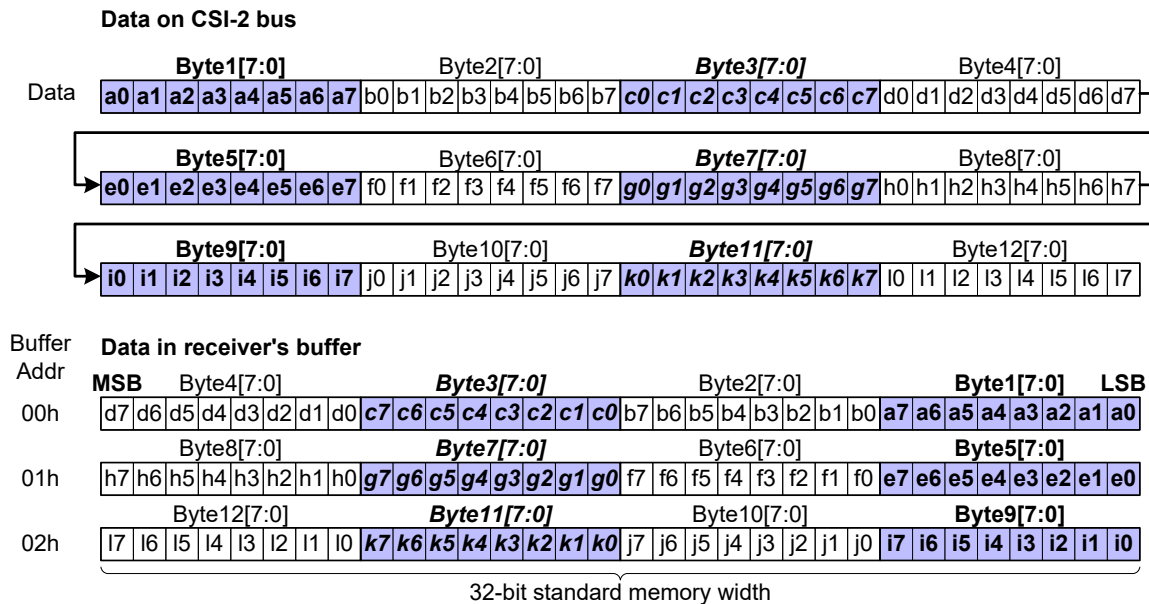 Data on CSI-2 bus
Byte1[7:0] Byte2[7:0] Byte3[7:0] Byte4[7:0]
Data a0 a1 a2 a3 a4 a5 a6 a7 b0 b1 b2 b3 b4 b5 b6 b7 c0 c1 c2 c3 c4 c5 c6 c7 d0 d1 d2 d3 d4 d5 d6 d7
Byte5[7:0] Byte6[7:0] Byte7[7:0] Byte8[7:0]
e0 e1 e2 e3 e4 e5 e6 e7 f0 f1 f2 f3 f4 f5 f6 f7 g0 g1 g2 g3 g4 g5 g6 g7 h0 h1 h2 h3 h4 h5 h6 h7
Byte9[7:0] Byte10[7:0] Byte11[7:0] Byte12[7:0]
i0 i1 i2 i3 i4 i5 i6 i7 j0 j1 j2 j3 j4 j5 j6 j7 k0 k1 k2 k3 k4 k5 k6 k7 l0 l1 l2 l3 l4 l5 l6 l7
Buffer
Addr
Data in receiver's buffer
MSB Byte4[7:0] Byte3[7:0] Byte2[7:0] Byte1[7:0] LSB
00h d7 d6 d5 d4 d3 d2 d1 d0 c7 c6 c5 c4 c3 c2 c1 c0 b7 b6 b5 b4 b3 b2 b1 b0 a7 a6 a5 a4 a3 a2 a1 a0
Byte8[7:0] Byte7[7:0] Byte6[7:0] Byte5[7:0]
01h h7 h6 h5 h4 h3 h2 h1 h0 g7 g6 g5 g4 g3 g2 g1 g0 f7 f6 f5 f4 f3 f2 f1 f0 e7 e6 e5 e4 e3 e2 e1 e0
Byte12[7:0] Byte11[7:0] Byte10[7:0] Byte9[7:0]
02h l7 l6 l5 l4 l3 l2 l1 l0 k7 k6 k5 k4 k3 k2 k1 k0 j7 j6 j5 j4 j3 j2 j1 j0 i7 i6 i5 i4 i3 i2 i1 i0
32-bit standard memory width